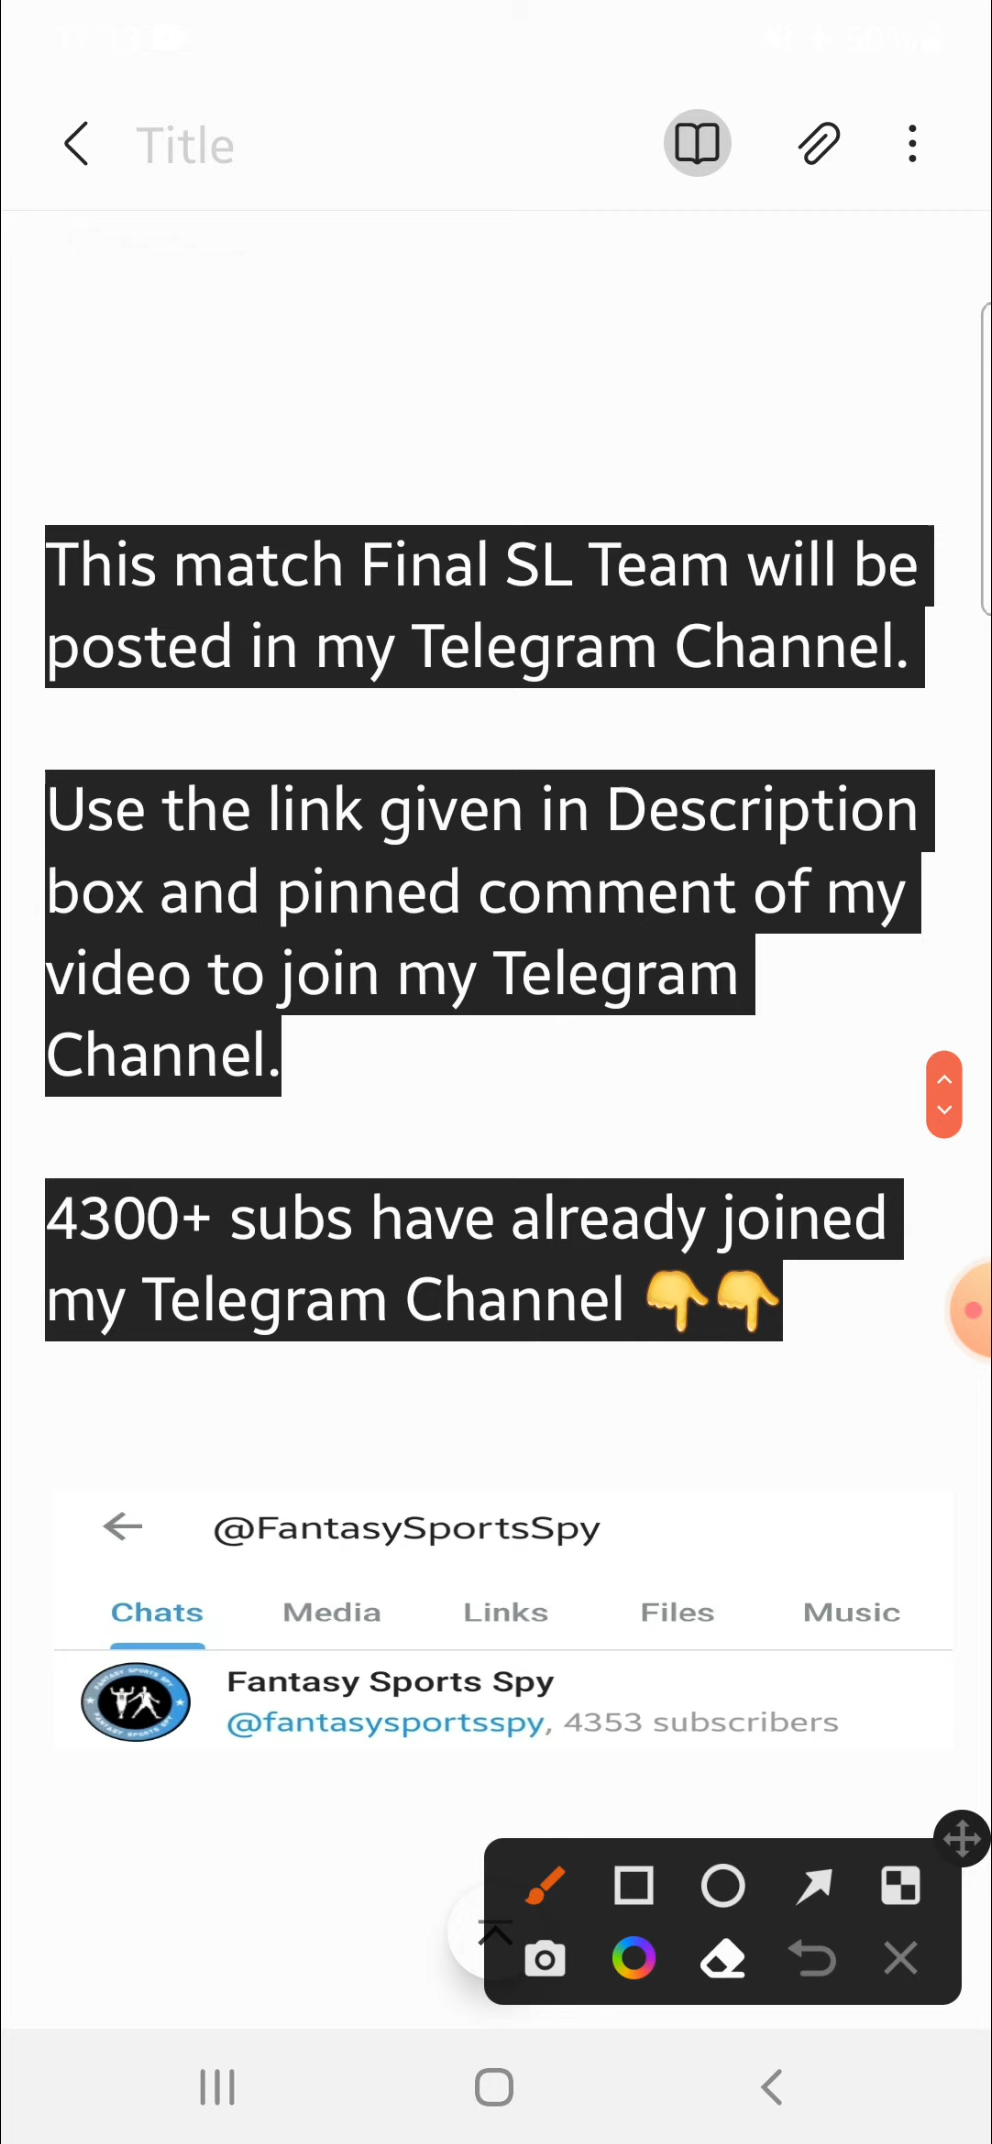 Title
This match Final SL Team will be
posted in my Telegram Channel.
Use the link given in Description
box and pinned comment of my
video to join my Telegram
Channel.
4300+ subs have already joined
my Telegram Channel 👇👇
@FantasySportsSpy
Chats Media Links Files Music
Fantasy Sports Spy
@fantasysportsspy, 4353 subscribers